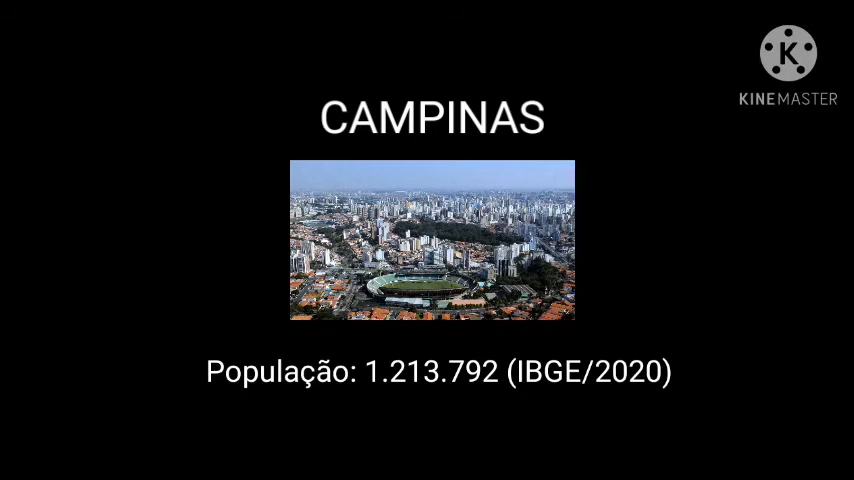 K
KINEMASTER
CAMPINAS
População: 1.213.792 (IBGE/2020)